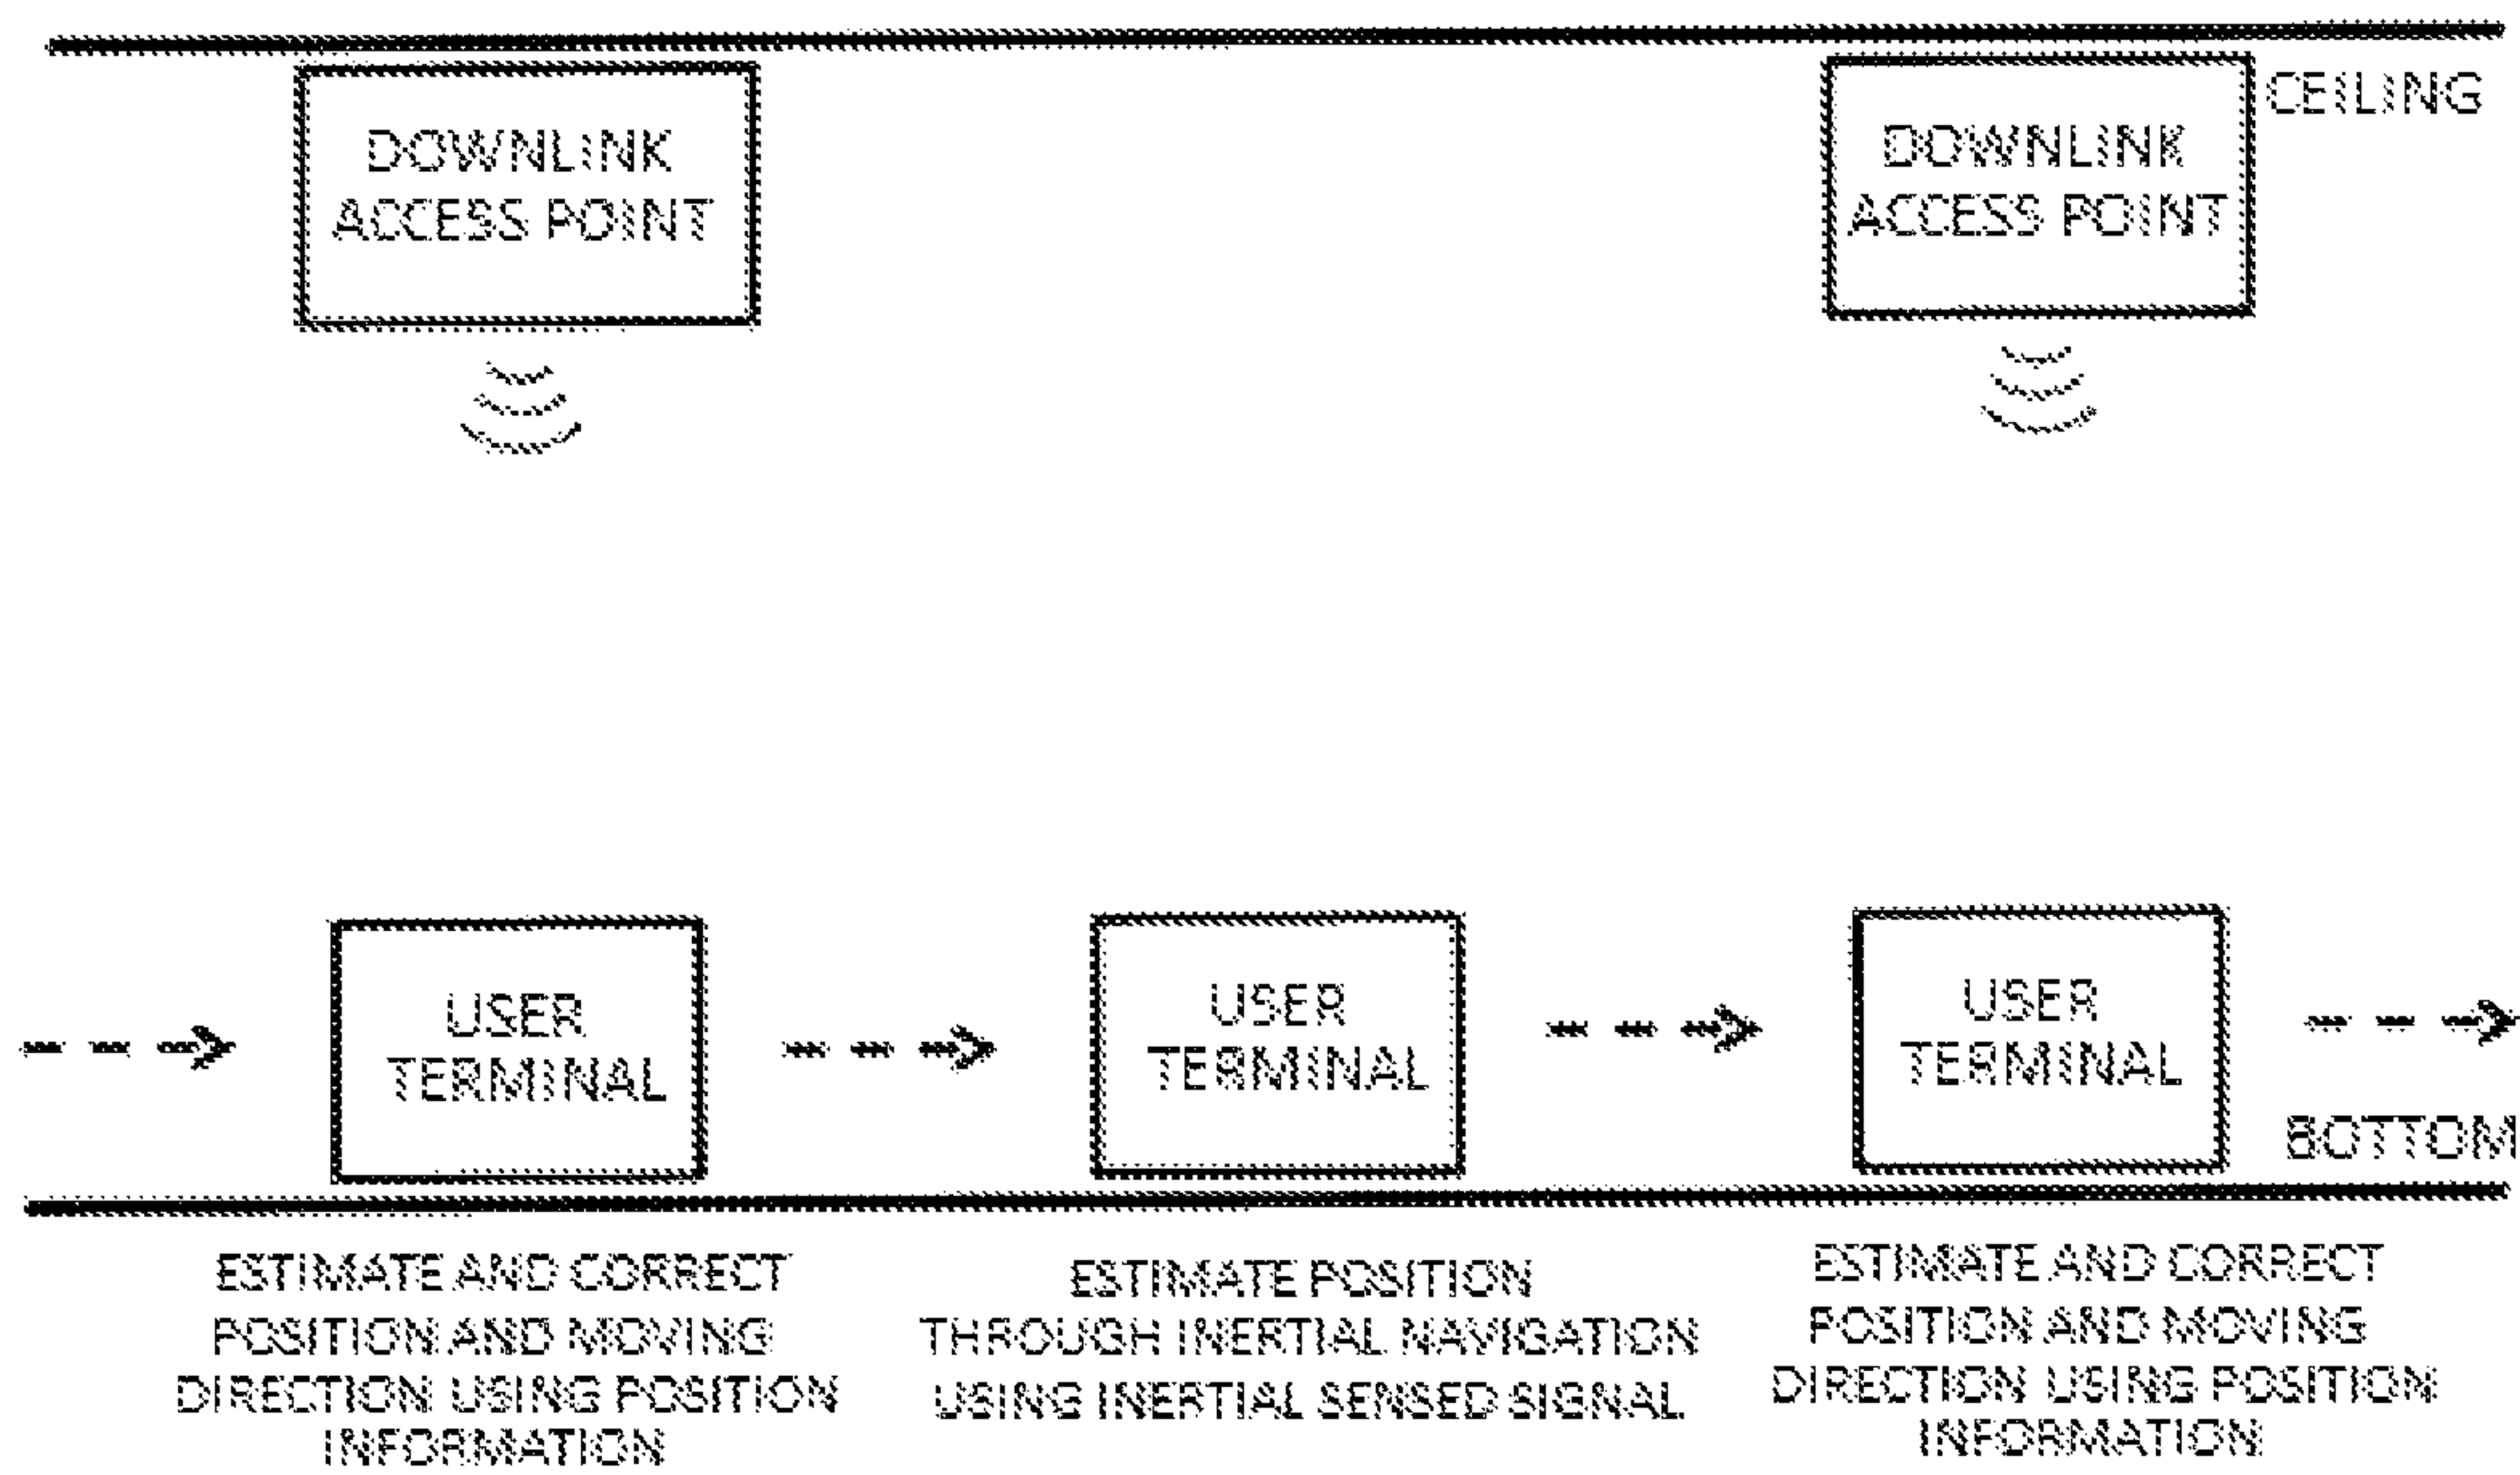 DOWNLINK
ACCESS POINT
DOWNLINK
ACCESS POINT
CEILING
USER
TERMINAL
USER
TERMINAL
USER
TERMINAL
BOTTOM
ESTIMATE AND CORRECT
POSITION AND MOVING
DIRECTION USING POSITION
INFORMATION
ESTIMATE POSITION
THROUGH INERTIAL NAVIGATION
USING INERTIAL SENSED SIGNAL
ESTIMATE AND CORRECT
POSITION AND MOVING
DIRECTION USING POSITION
INFORMATION